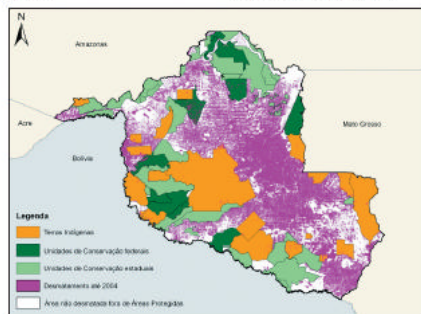 N
Amazonas
Acre
Mato Grosso
Bolívia
Legenda
Terras Indígenas
Unidades de Conservação federais
Unidades de Conservação estaduais
Desmatamento até 2004
Área não desmatada fora de Áreas Protegidas